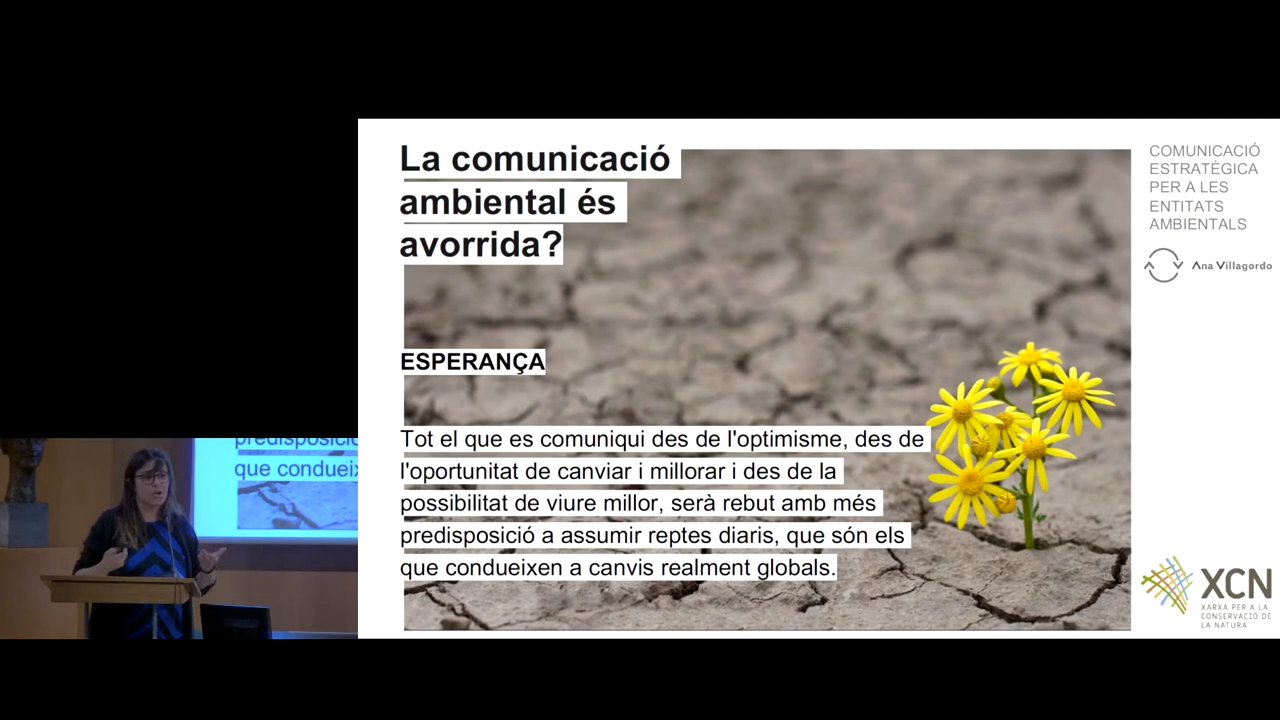 La comunicació
ambiental és
avorrida?
ESPERANÇA
Tot el que es comuniqui des de l'optimisme, des de
l'oportunitat de canviar i millorar i des de la
possibilitat de viure millor, serà rebut amb més
predisposició a assumir reptes diaris, que són els
que condueixen a canvis realment globals.
COMUNICACIÓ
ESTRATÈGICA
PER A LES
ENTITATS
AMBIENTALS
Ana Villagordo
XCN
XARXA PER A LA
CONSERVACIÓ DE
LA NATURA
predisposició
que condueix